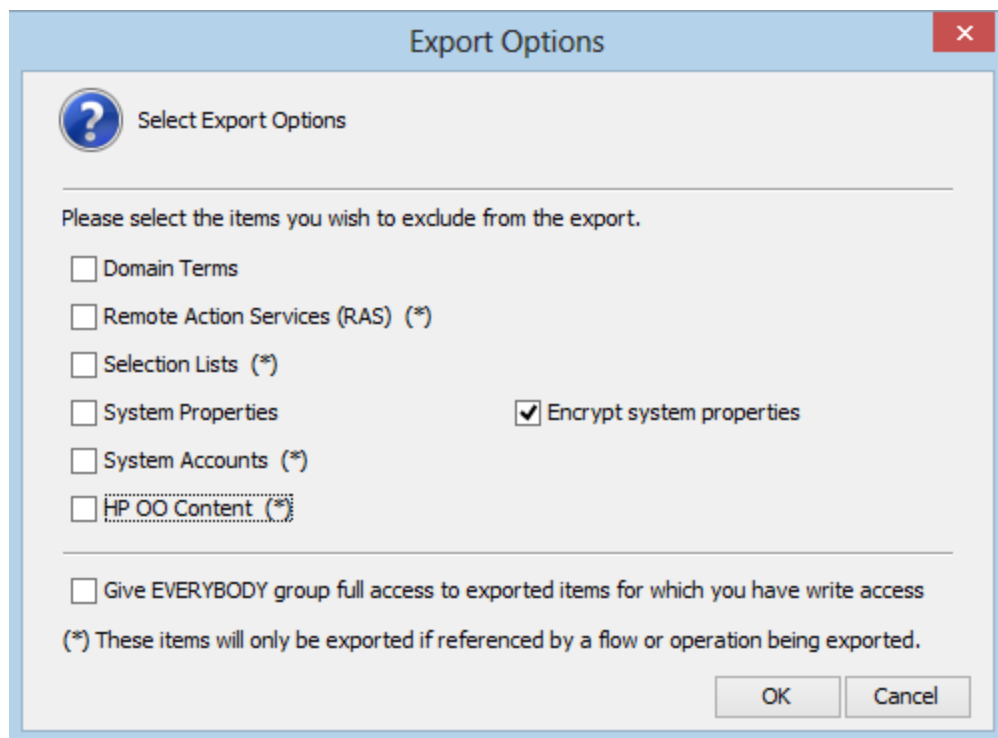 Export Options
Select Export Options
Please select the items you wish to exclude from the export.
Domain Terms
Remote Action Services (RAS) (*)
Selection Lists (*)
System Properties
Encrypt system properties
System Accounts (*)
HP OO Content (*)
Give EVERYBODY group full access to exported items for which you have write access
(*) These items will only be exported if referenced by a flow or operation being exported.
OK
Cancel